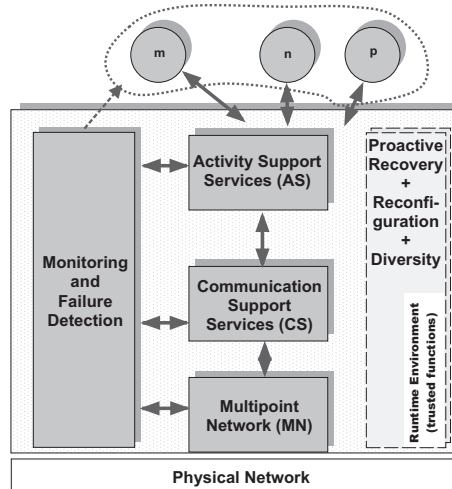 m
n
p
Activity Support
Services (AS)
Proactive
Recovery
+
Reconfi-
guration
+
Diversity
Monitoring
and
Failure
Detection
Communication
Support
Services (CS)
Runtime Environment
(trusted functions)
Multipoint
Network (MN)
Physical Network